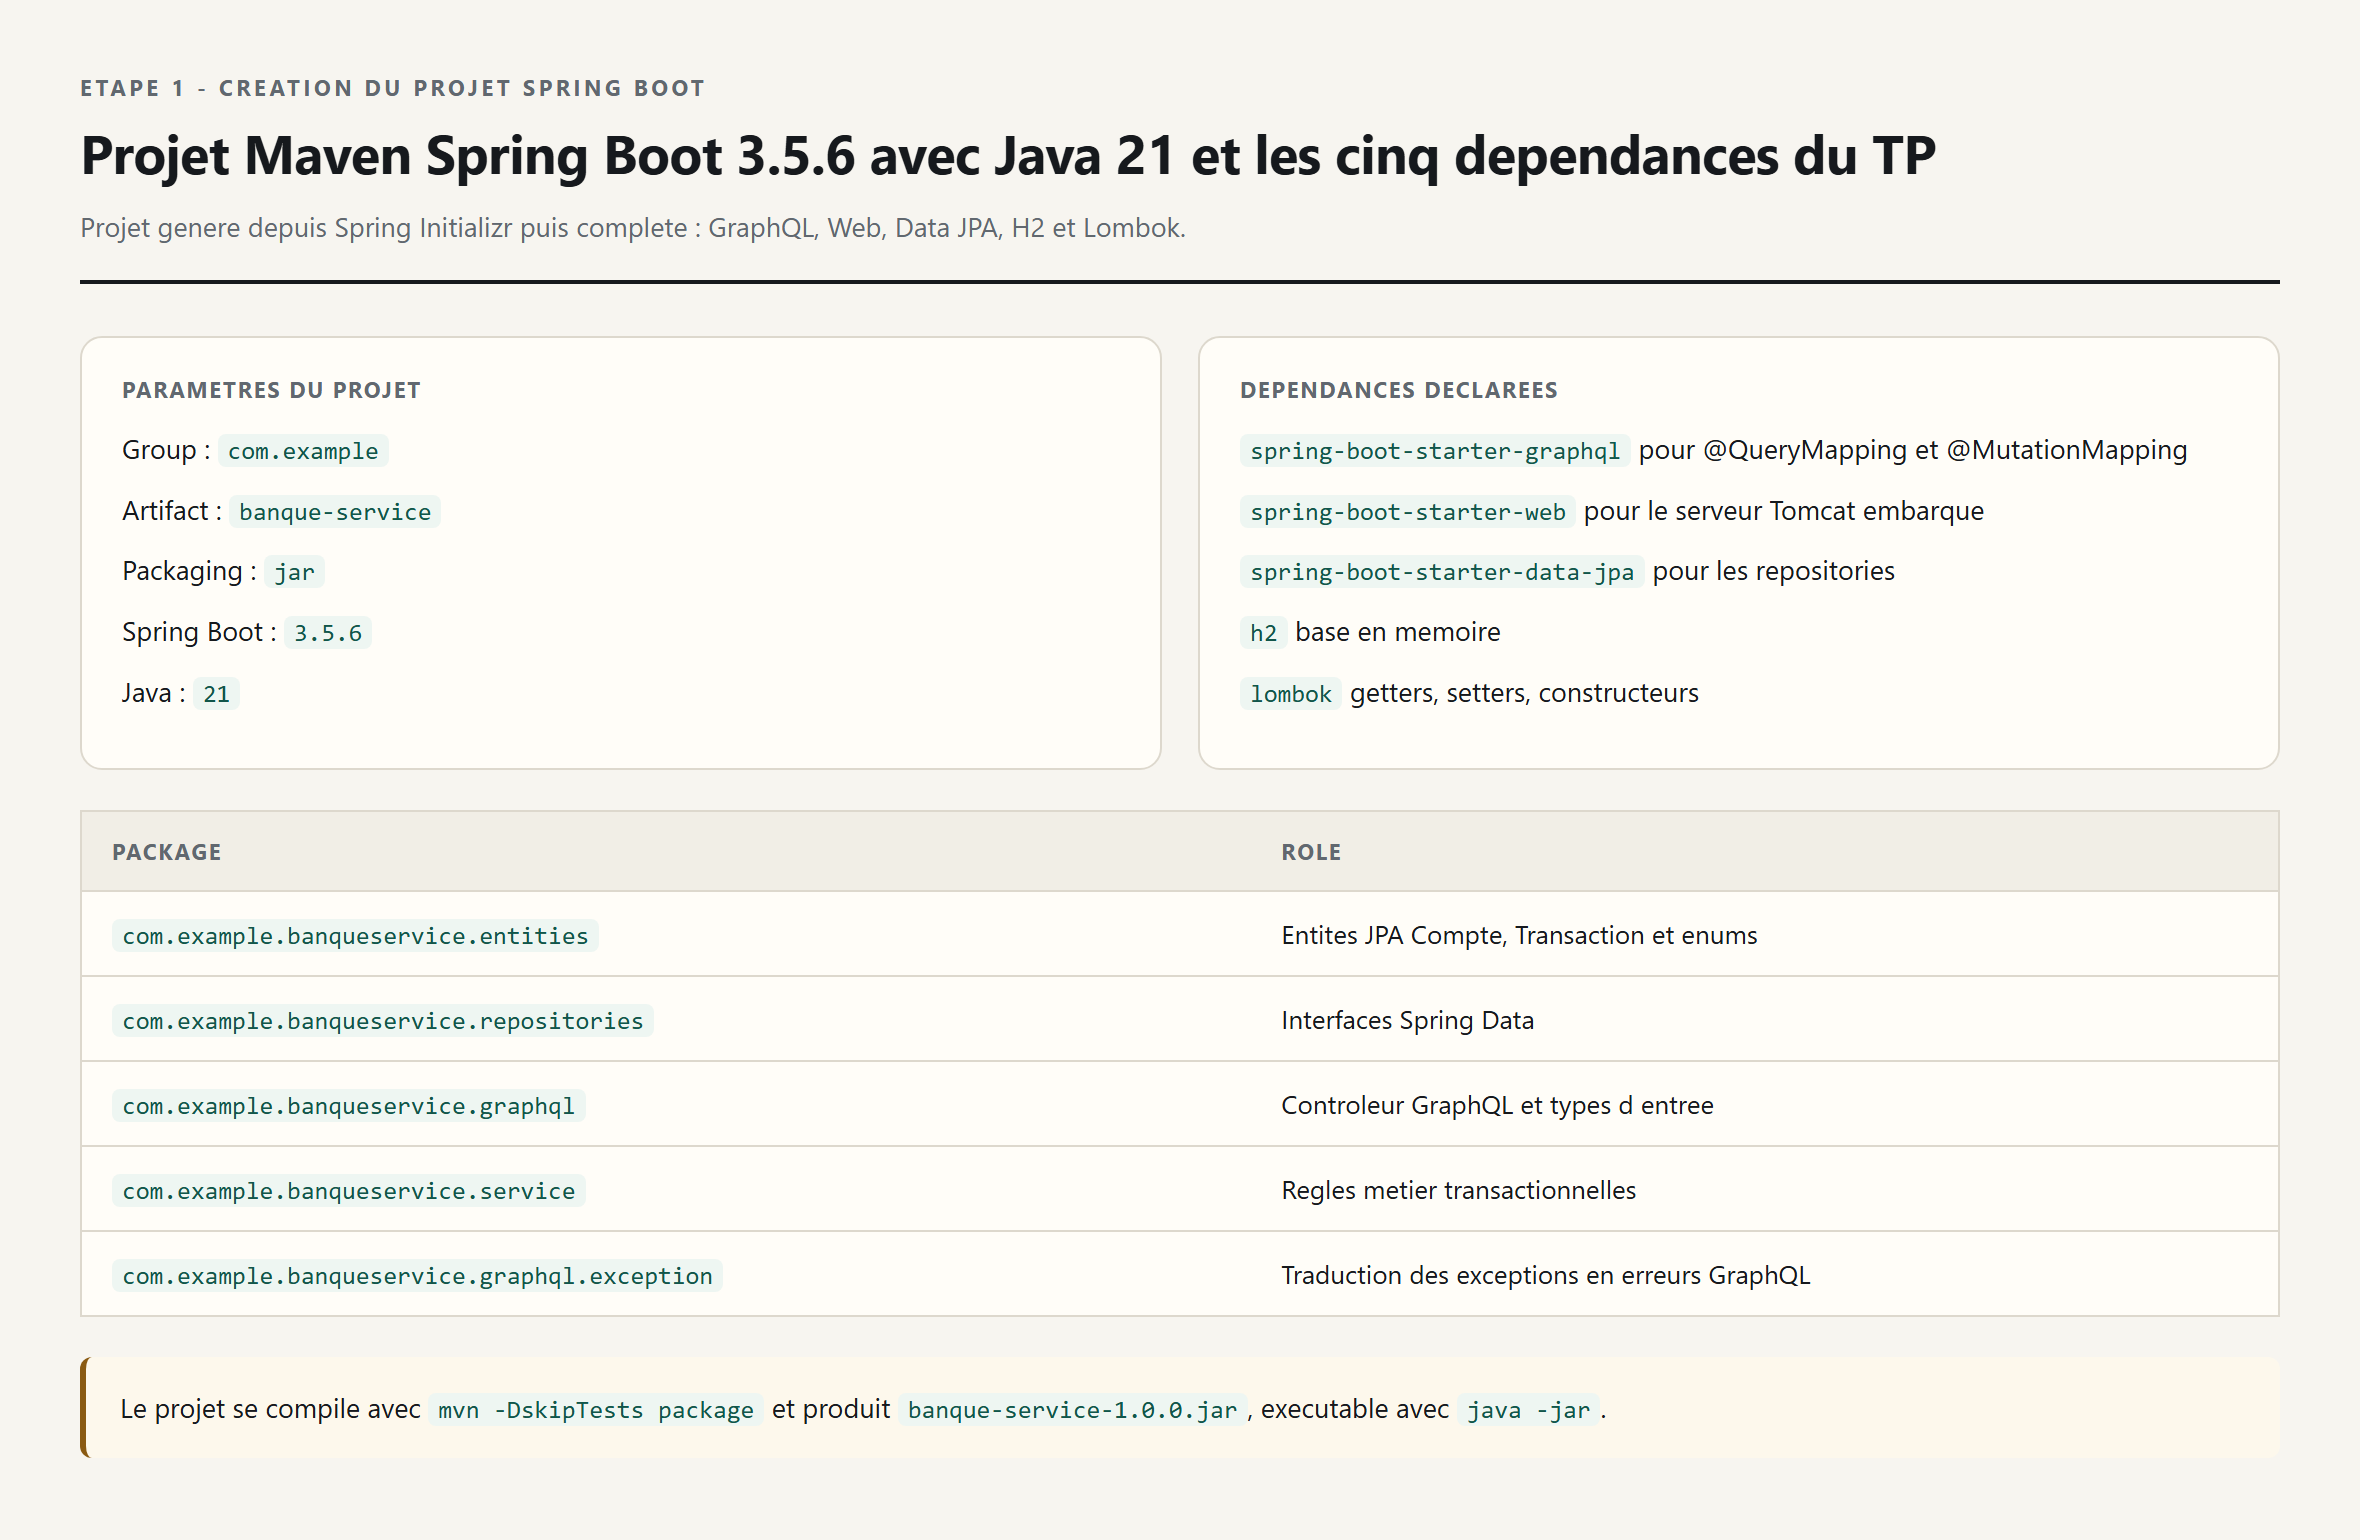 ETAPE 1 - CREATION DU PROJET SPRING BOOT
Projet Maven Spring Boot 3.5.6 avec Java 21 et les cinq dependances du TP
Projet genere depuis Spring Initializr puis complete : GraphQL, Web, Data JPA, H2 et Lombok.
PARAMETRES DU PROJET
Group : com.example
Artifact : banque-service
Packaging : jar
Spring Boot : 3.5.6
Java : 21
DEPENDANCES DECLAREES
spring-boot-starter-graphql pour @QueryMapping et @MutationMapping
spring-boot-starter-web pour le serveur Tomcat embarque
spring-boot-starter-data-jpa pour les repositories
h2 base en memoire
lombok getters, setters, constructeurs
PACKAGE ROLE
com.example.banqueservice.entities Entites JPA Compte, Transaction et enums
com.example.banqueservice.repositories Interfaces Spring Data
com.example.banqueservice.graphql Controleur GraphQL et types d entree
com.example.banqueservice.service Regles metier transactionnelles
com.example.banqueservice.graphql.exception Traduction des exceptions en erreurs GraphQL
Le projet se compile avec mvn -DskipTests package et produit banque-service-1.0.0.jar, executable avec java -jar.